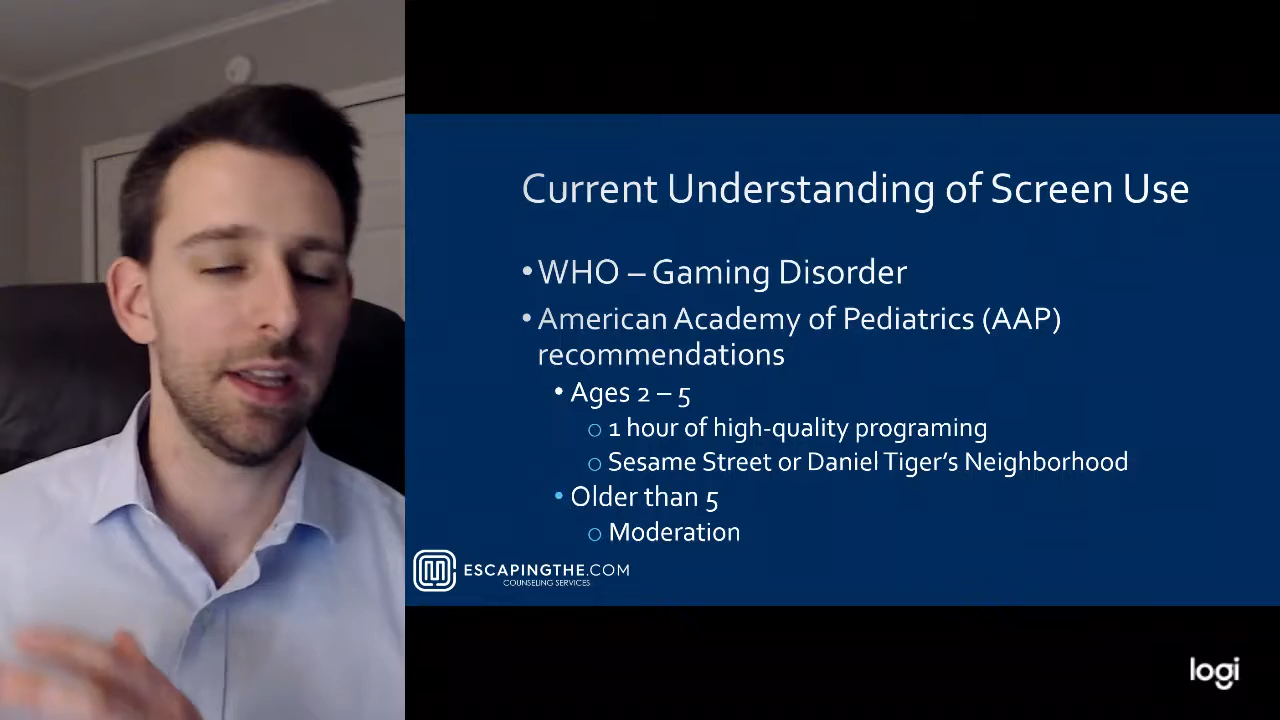 Current Understanding of Screen Use
•WHO – Gaming Disorder
•American Academy of Pediatrics (AAP)
recommendations
•Ages 2 – 5
○1 hour of high-quality programing
○Sesame Street or Daniel Tiger’s Neighborhood
•Older than 5
○Moderation
ESCAPINGTHE.COM
COUNSELING SERVICES
logi